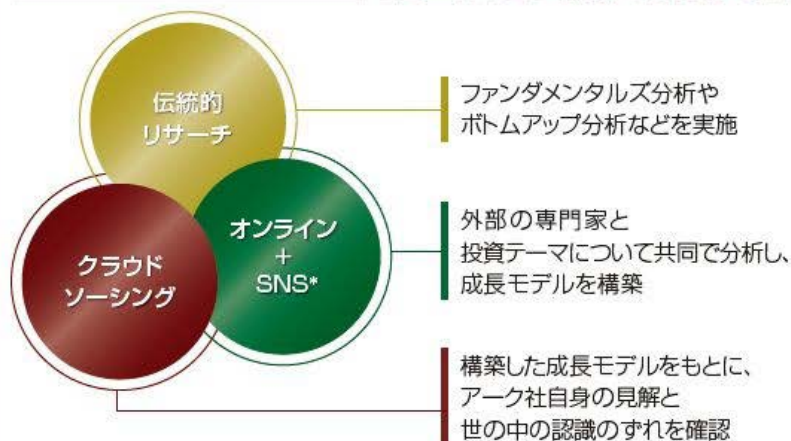 伝統的
リサーチ
ファンダメンタルズ分析や
ボトムアップ分析などを実施
オンライン
+
SNS*
外部の専門家と
投資テーマについて共同で分析し、
成長モデルを構築
クラウド
ソーシング
構築した成長モデルをもとに、
アーク社自身の見解と
世の中の認識のずれを確認